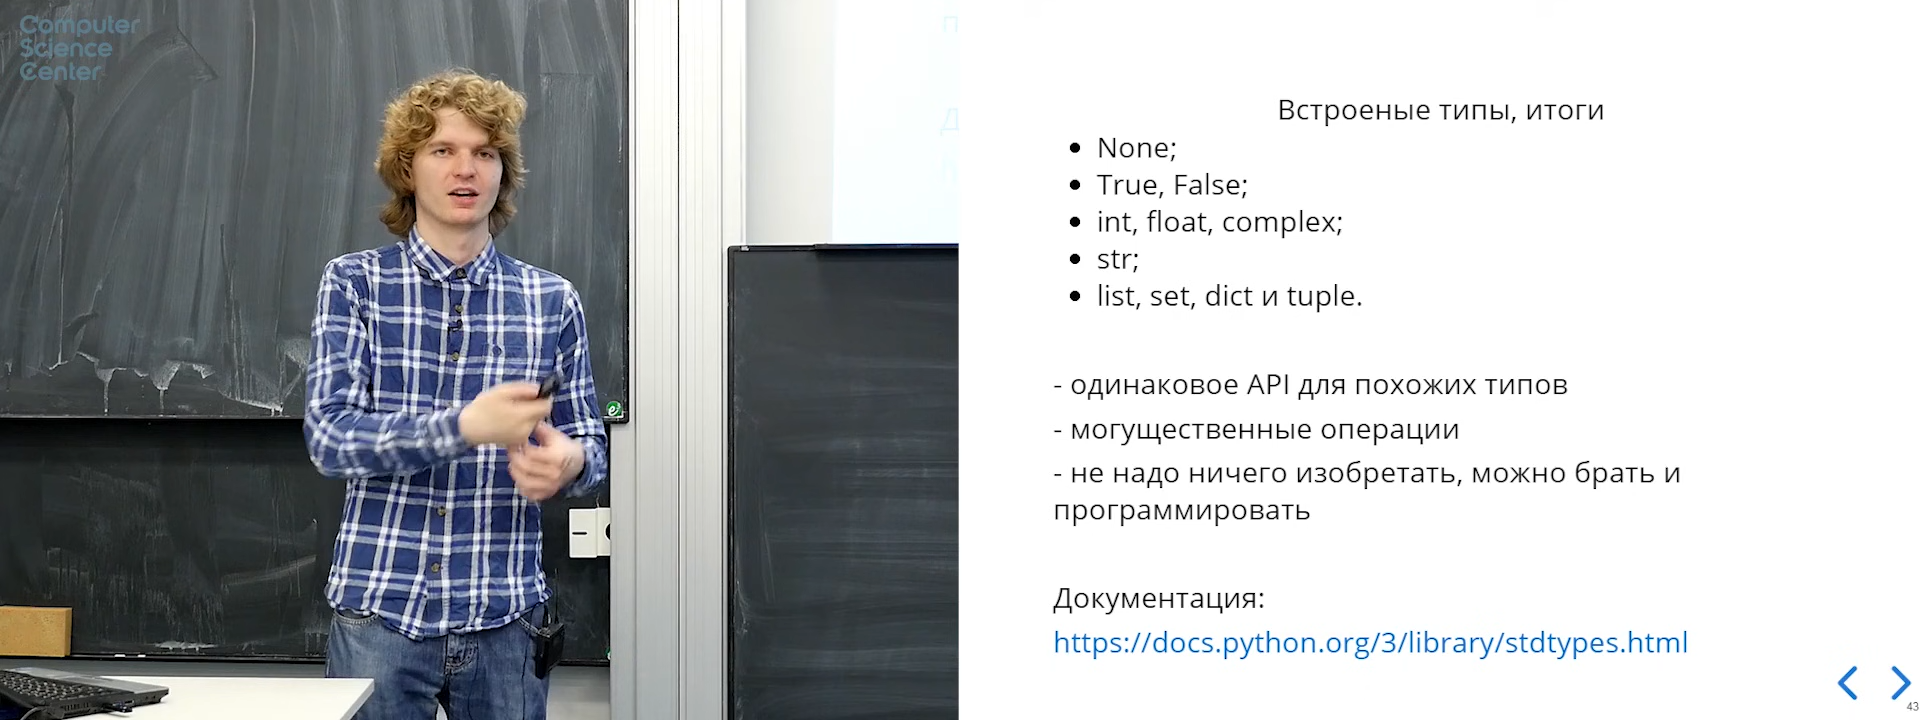 Computer
Science
Center
Встроеные типы, итоги
None;
True, False;
int, float, complex;
str;
list, set, dict и tuple.
- одинаковое API для похожих типов
- могущественные операции
- не надо ничего изобретать, можно брать и
программировать
Документация:
https://docs.python.org/3/library/stdtypes.html
43